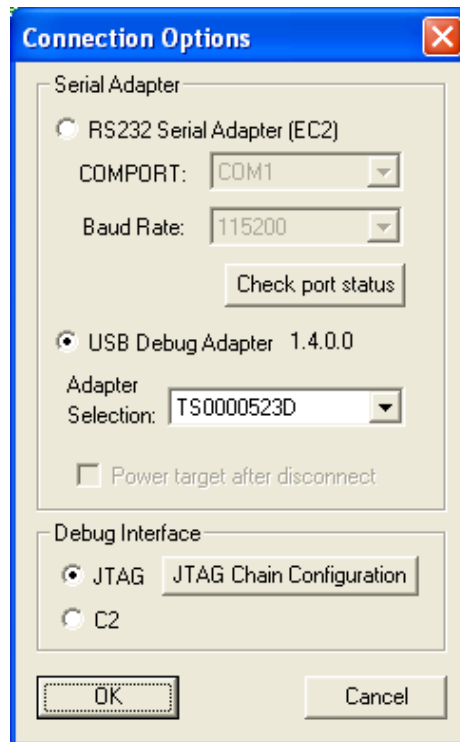 Connection Options
Serial Adapter
RS232 Serial Adapter (EC2)
COMPORT: COM1
Baud Rate: 115200
Check port status
USB Debug Adapter 1.4.0.0
Adapter
Selection: TS0000523D
Power target after disconnect
Debug Interface
JTAG JTAG Chain Configuration
C2
OK Cancel